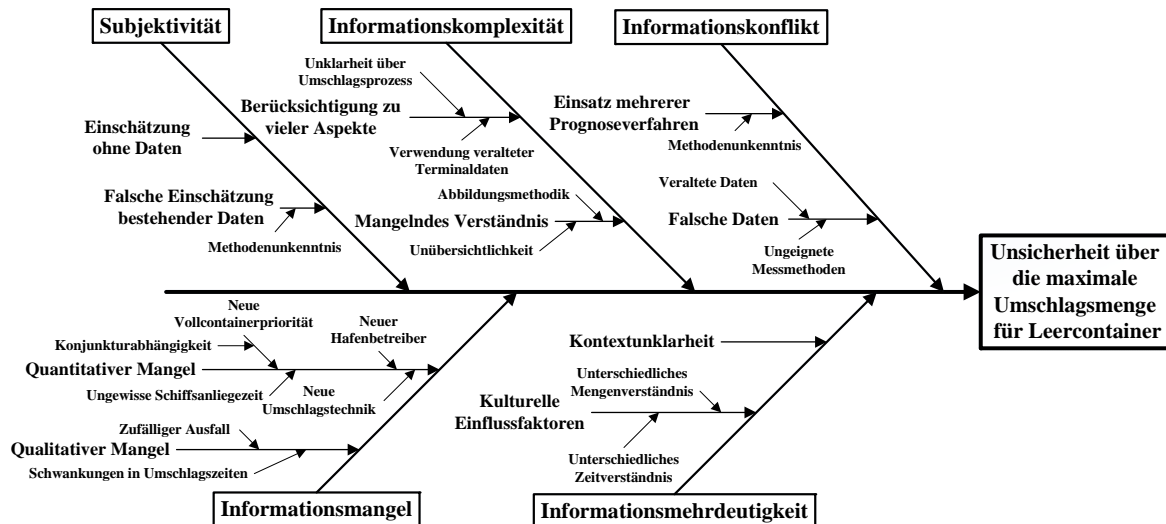 Subjektivität
Informationskomplexität
Informationskonflikt
Unklarheit über
Umschlagsprozess
Berücksichtigung zu
vieler Aspekte
Verwendung veralteter
Terminaldaten
Einsatz mehrerer
Prognoseverfahren
Methodenunkenntnis
Einschätzung
ohne Daten
Falsche Einschätzung
bestehender Daten
Methodenunkenntnis
Abbildungsmethodik
Mangelndes Verständnis
Unübersichtlichkeit
Veraltete Daten
Falsche Daten
Ungeignete
Messmethoden
Unsicherheit über
die maximale
Umschlagsmenge
für Leercontainer
Neue
Vollcontainerpriorität
Konjunkturabhängigkeit
Quantitativer Mangel
Ungewisse Schiffsanliegezeit
Neuer
Hafenbetreiber
Neue
Umschlagstechnik
Zufälliger Ausfall
Qualitativer Mangel
Schwankungen in Umschlagszeiten
Kontextunklarheit
Unterschiedliches
Mengenverständnis
Kulturelle
Einflussfaktoren
Unterschiedliches
Zeitverständnis
Informationsmangel
Informationsmehrdeutigkeit